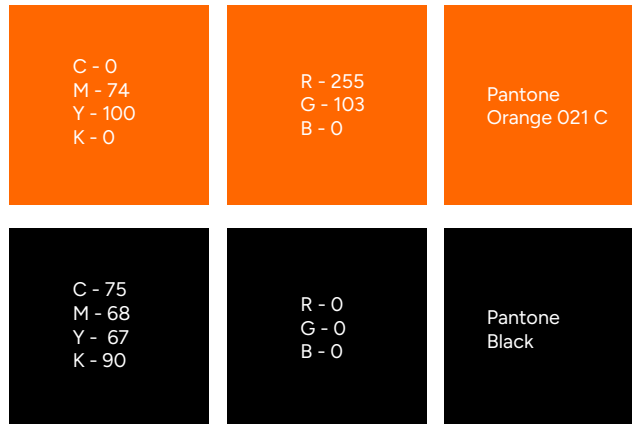 C - 0
M - 74
Y - 100
K - 0
R - 255
G - 103
B - 0
Pantone
Orange 021 C
C - 75
M - 68
Y -  67
K - 90
R - 0
G - 0
B - 0
Pantone
Black